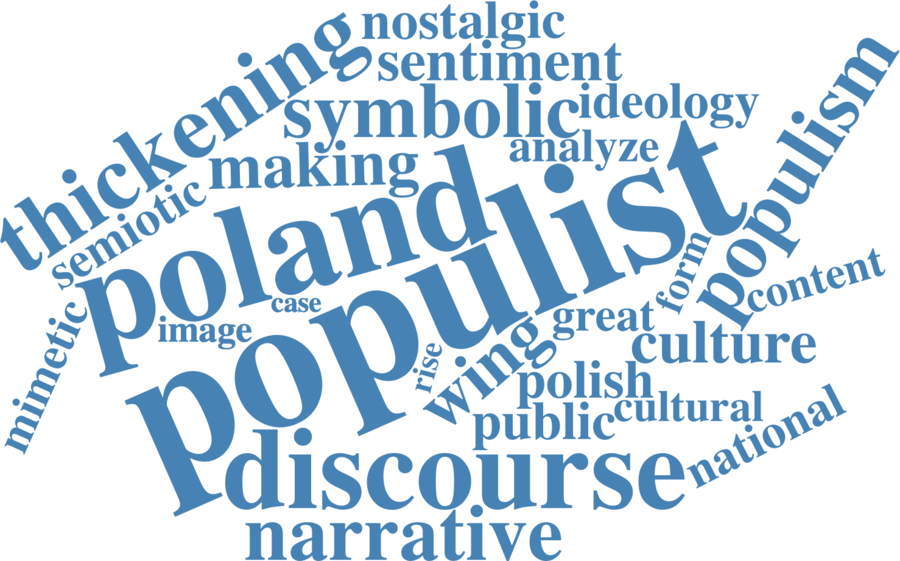 nostalgic
sentiment
thickening
symbolic
ideology
populism
making
analyze
semiotic
poland
populist
form
content
case
image
mimetic
great
culture
rise
wing
polish
cultural
public
national
discourse
narrative